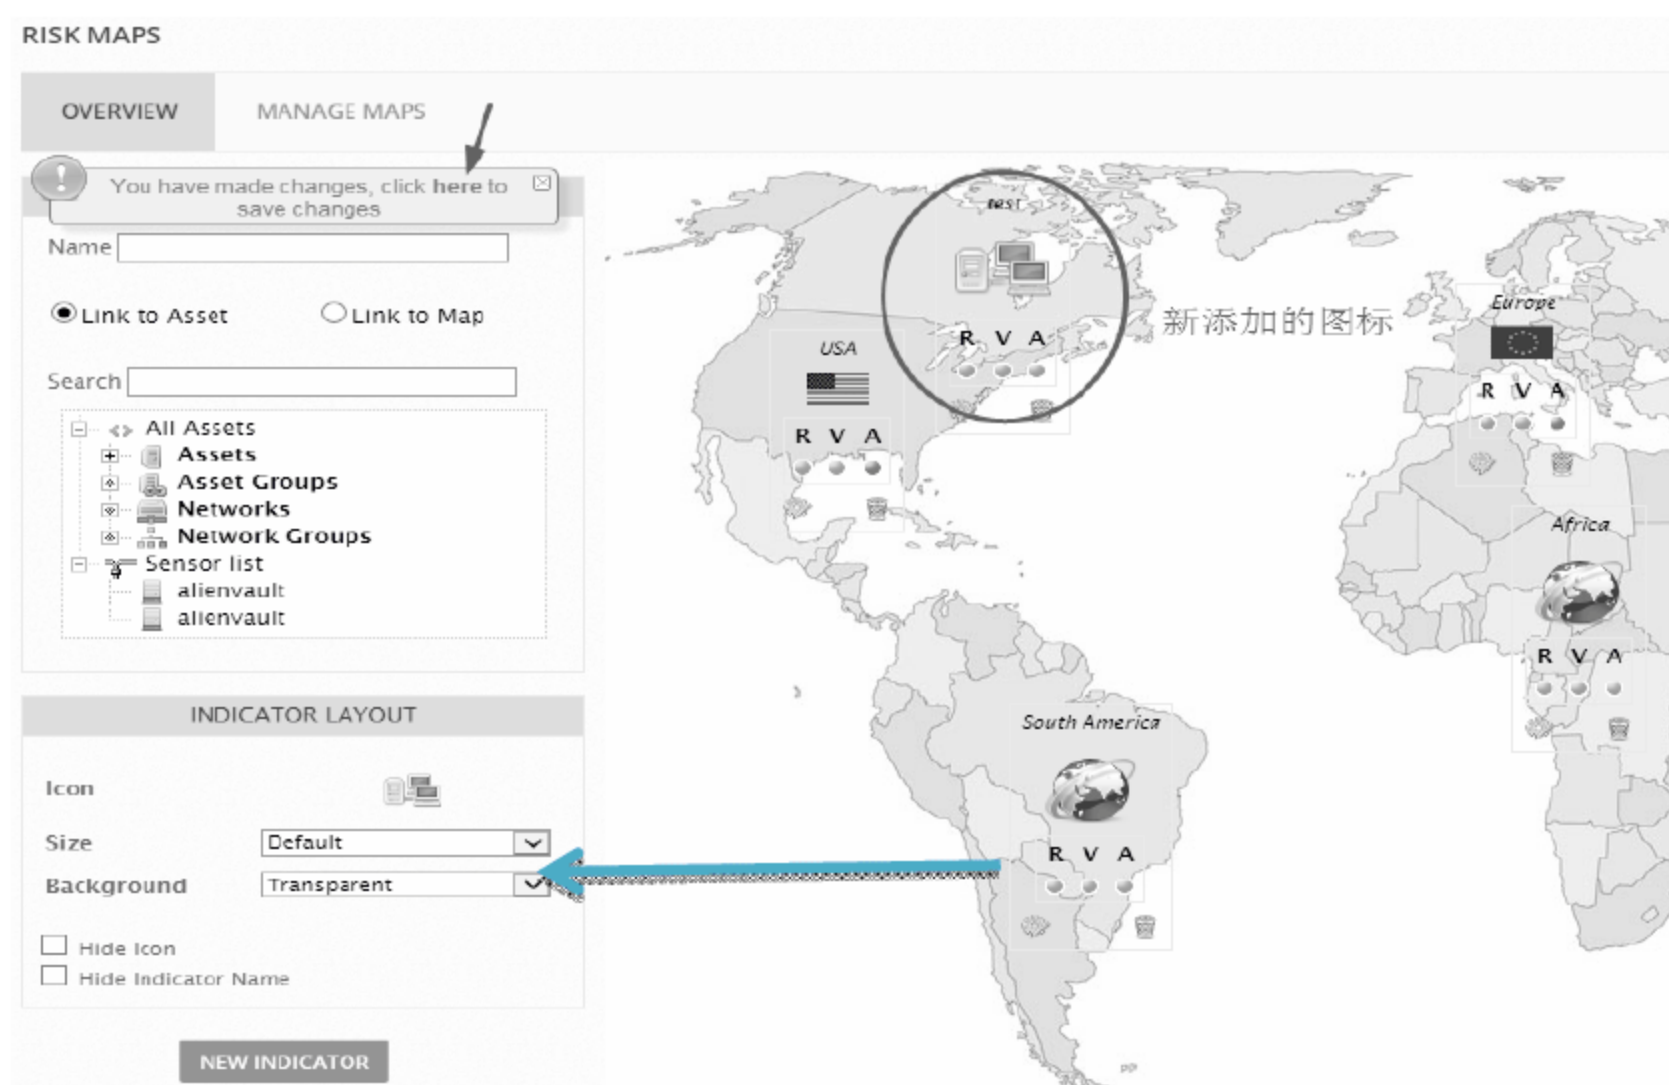 RISK MAPS
OVERVIEW
MANAGE MAPS
You have made changes, click here to
save changes
Name
Link to Asset
Link to Map
Search
All Assets
Assets
Asset Groups
Networks
Network Groups
Sensor list
alienvault
alienvault
INDICATOR LAYOUT
Icon
Size
Default
Background
Transparent
Hide Icon
Hide Indicator Name
NEW INDICATOR
test
R V A
新添加的图标
USA
R V A
Europe
R V A
Africa
R V A
South America
R V A